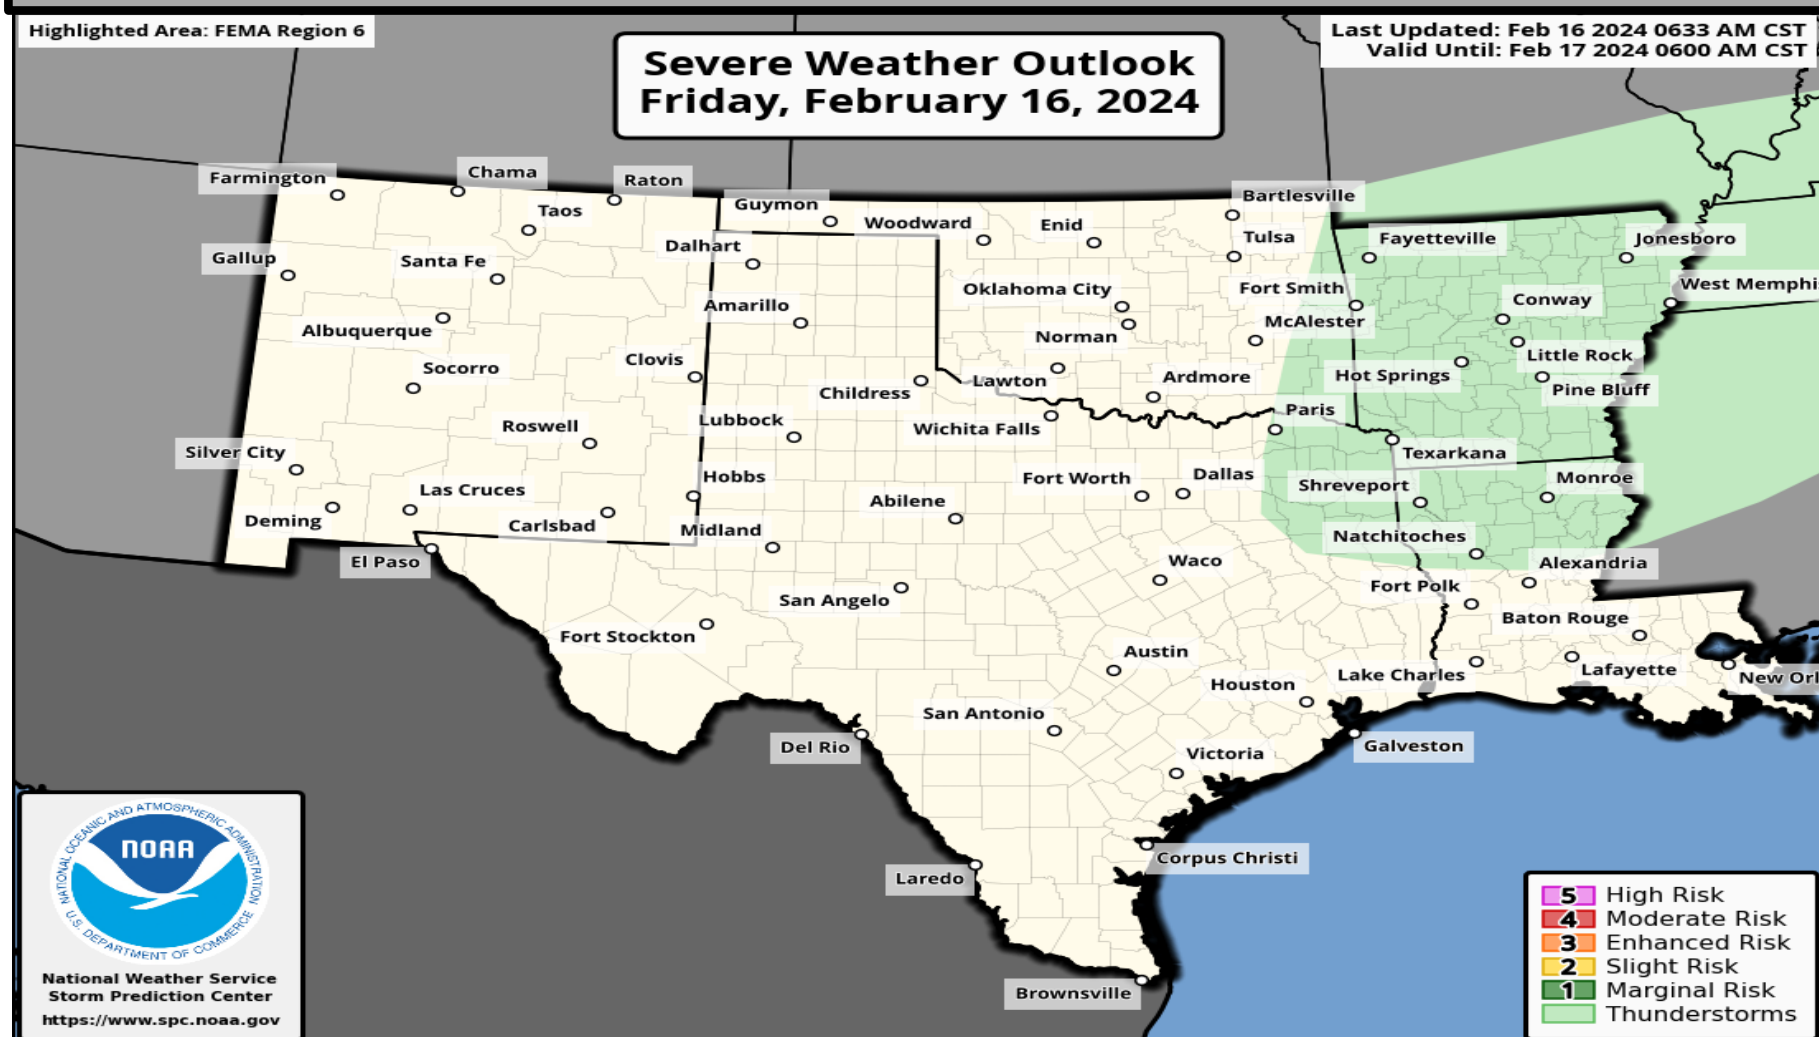 Highlighted Area: FEMA Region 6
Last Updated: Feb 16 2024 0633 AM CST
Valid Until: Feb 17 2024 0600 AM CST
Severe Weather Outlook
Friday, February 16, 2024
Farmington
Chama
Raton
Taos
Guymon
Woodward
Enid
Bartlesville
Gallup
Santa Fe
Dalhart
Tulsa
Fayetteville
Jonesboro
Albuquerque
Amarillo
Oklahoma City
Fort Smith
Conway
West Memphis
Norman
McAlester
Socorro
Clovis
Little Rock
Childress
Lawton
Ardmore
Hot Springs
Pine Bluff
Roswell
Lubbock
Wichita Falls
Paris
Silver City
Texarkana
Las Cruces
Hobbs
Fort Worth
Dallas
Shreveport
Monroe
Deming
Carlsbad
Midland
Abilene
Natchitoches
El Paso
Waco
Alexandria
San Angelo
Fort Polk
Fort Stockton
Baton Rouge
Austin
Houston
Lake Charles
Lafayette
New Orl
San Antonio
Del Rio
Victoria
Galveston
Corpus Christi
Laredo
Brownsville
NATIONAL OCEANIC AND ATMOSPHERIC ADMINISTRATION
NOAA
U.S. DEPARTMENT OF COMMERCE
National Weather Service
Storm Prediction Center
https://www.spc.noaa.gov
5 High Risk
4 Moderate Risk
3 Enhanced Risk
2 Slight Risk
1 Marginal Risk
Thunderstorms